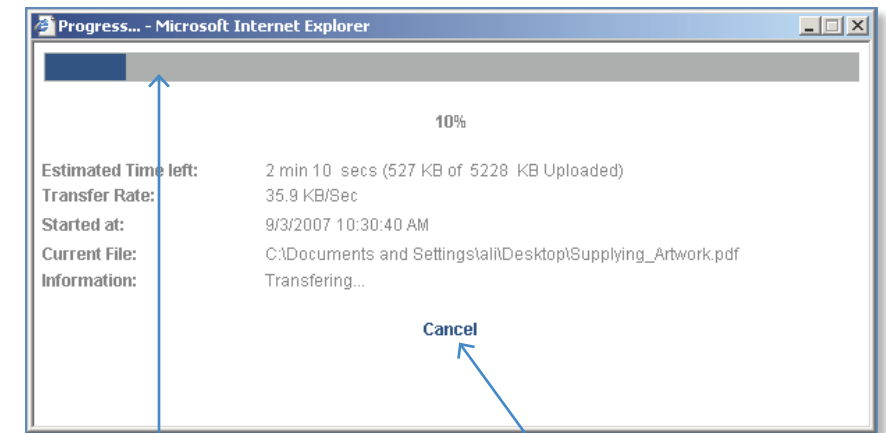 Progress... - Microsoft Internet Explorer
10%
Estimated Time left: 2 min 10 secs (527 KB of 5228 KB Uploaded)
Transfer Rate: 35.9 KB/Sec
Started at: 9/3/2007 10:30:40 AM
Current File: C:\Documents and Settings\ali\Desktop\Supplying_Artwork.pdf
Information: Transfering...
Cancel